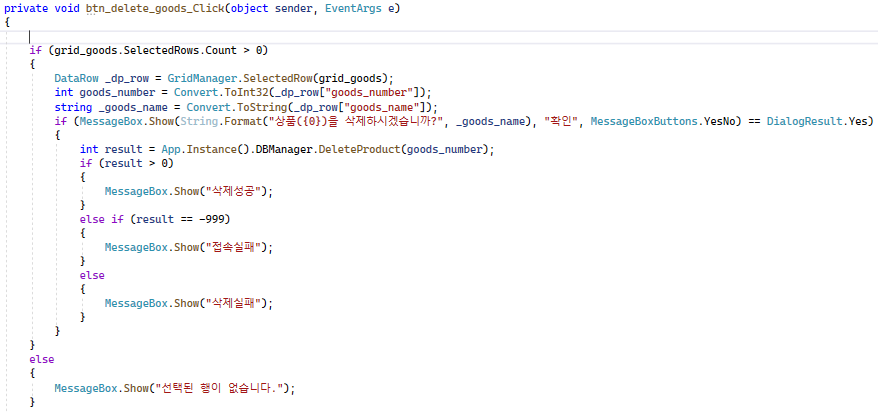 private void btn_delete_goods_Click(object sender, EventArgs e)
{
if (grid_goods.SelectedRows.Count > 0)
{
DataRow _dp_row = GridManager.SelectedRow(grid_goods);
int goods_number = Convert.ToInt32(_dp_row["goods_number"]);
string _goods_name = Convert.ToString(_dp_row["goods_name"]);
if (MessageBox.Show(String.Format("상품({0})을 삭제하시겠습니까?", _goods_name), "확인", MessageBoxButtons.YesNo) == DialogResult.Yes)
{
int result = App.Instance().DBManager.DeleteProduct(goods_number);
if (result > 0)
{
MessageBox.Show("삭제성공");
}
else if (result == -999)
{
MessageBox.Show("접속실패");
}
else
{
MessageBox.Show("삭제실패");
}
}
}
else
{
MessageBox.Show("선택된 행이 없습니다.");
}